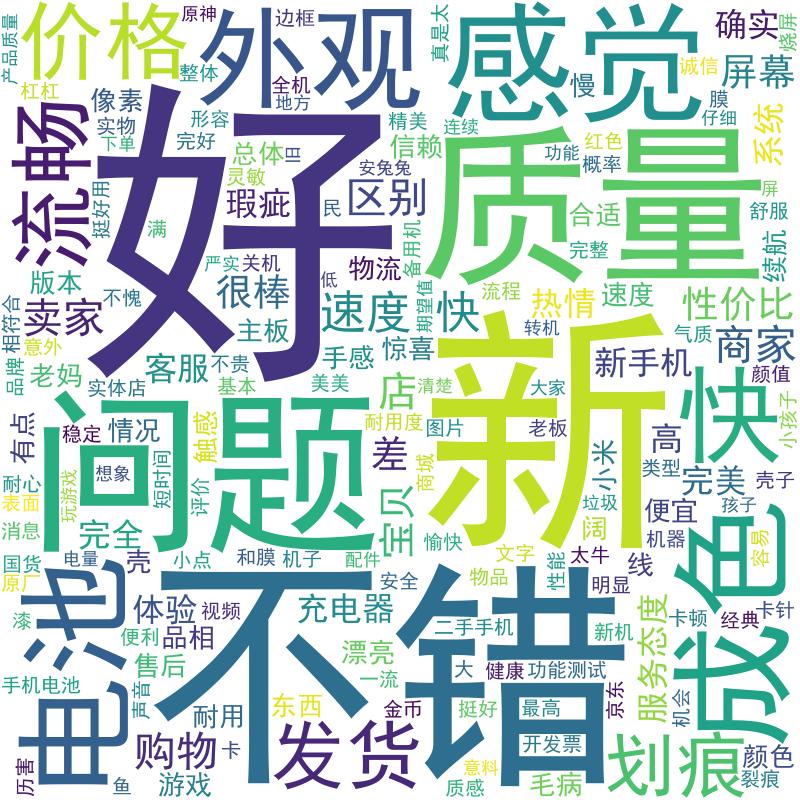 价格
原神
边框
外观
感觉
真是太
确实
烧屏
产品质量
杠杠
整体
全机
地方
诚信
屏幕
慢
膜
仔细
像素
实物
下单
形容
完好
精美
连续
信赖
红色
系统
流畅
好
总体
灵敏
日
安兔兔
区别
质量
功能
概率
屏
舒服
瑕疵
民
合适
挺好用
满
严实
关机
物流
备用机
完整
续航
版本
不愧
很棒
低
期望值
流程
热情
速度
性价比
相符合
卖家
主板
速度
快
转机
气质
商家
意外
手感
惊喜
新
新手机
颜值
品牌
老妈
客服
不贵
实体店
基本
美美
店
清楚
大家
快
小孩子
问题
耐用度
图片
老板
高
有点
稳定
情况
触感
差
商城
小米
类型
完美
壳子
耐心
想象
短时间
表面
玩游戏
评价
宝贝
垃圾
便宜
孩子
消息
完全
愉快
阔
机器
国货
电量
壳
小点
和膜
机子
配件
文字
太牛
线
容易
原厂
电池
不错
安全
物品
性能
明显
成色
漆
体验
视频
充电器
二手手机
新机
服务态度
卡顿
经典
卡针
便利
品相
售后
漂亮
一流
大
健康
功能测试
手机电池
声音
耐用
东西
金币
挺好
最高
京东
机会
购物
卡
发货
开发票
划痕
颜色
历害
鱼
游戏
意料
质感
毛病
裂痕